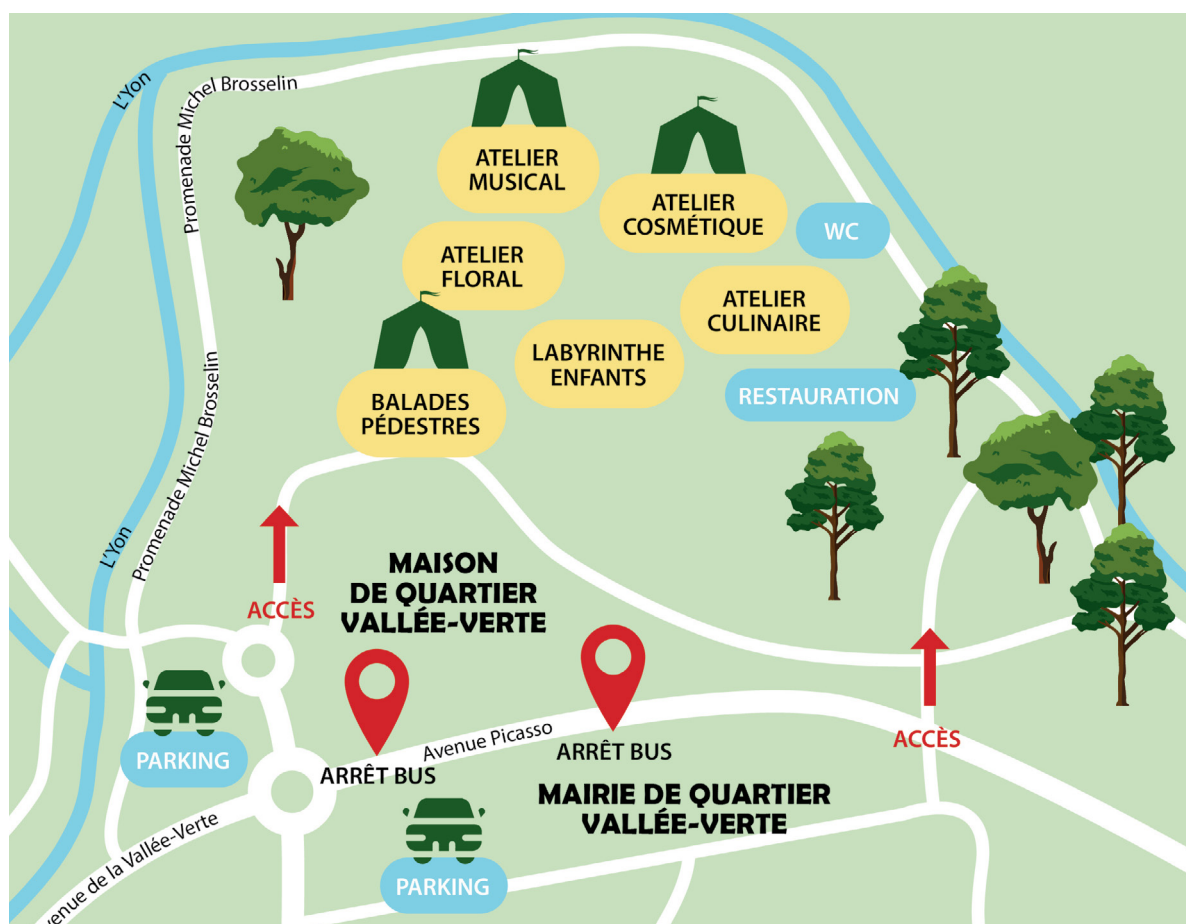 L'Yon
Promenade Michel Brosselin
Promenade Michel Brosselin
L'Yon
ATELIER
MUSICAL
ATELIER
COSMÉTIQUE
WC
ATELIER
FLORAL
ATELIER
CULINAIRE
LABYRINTHE
ENFANTS
RESTAURATION
BALADES
PÉDESTRES
Promenade Michel Brosselin
ACCÈS
MAISON
DE QUARTIER
VALLÉE-VERTE
PARKING
ARRÊT BUS
Avenue Picasso
ARRÊT BUS
ACCÈS
MAIRIE DE QUARTIER
VALLÉE-VERTE
venue de la Vallée-Verte
PARKING